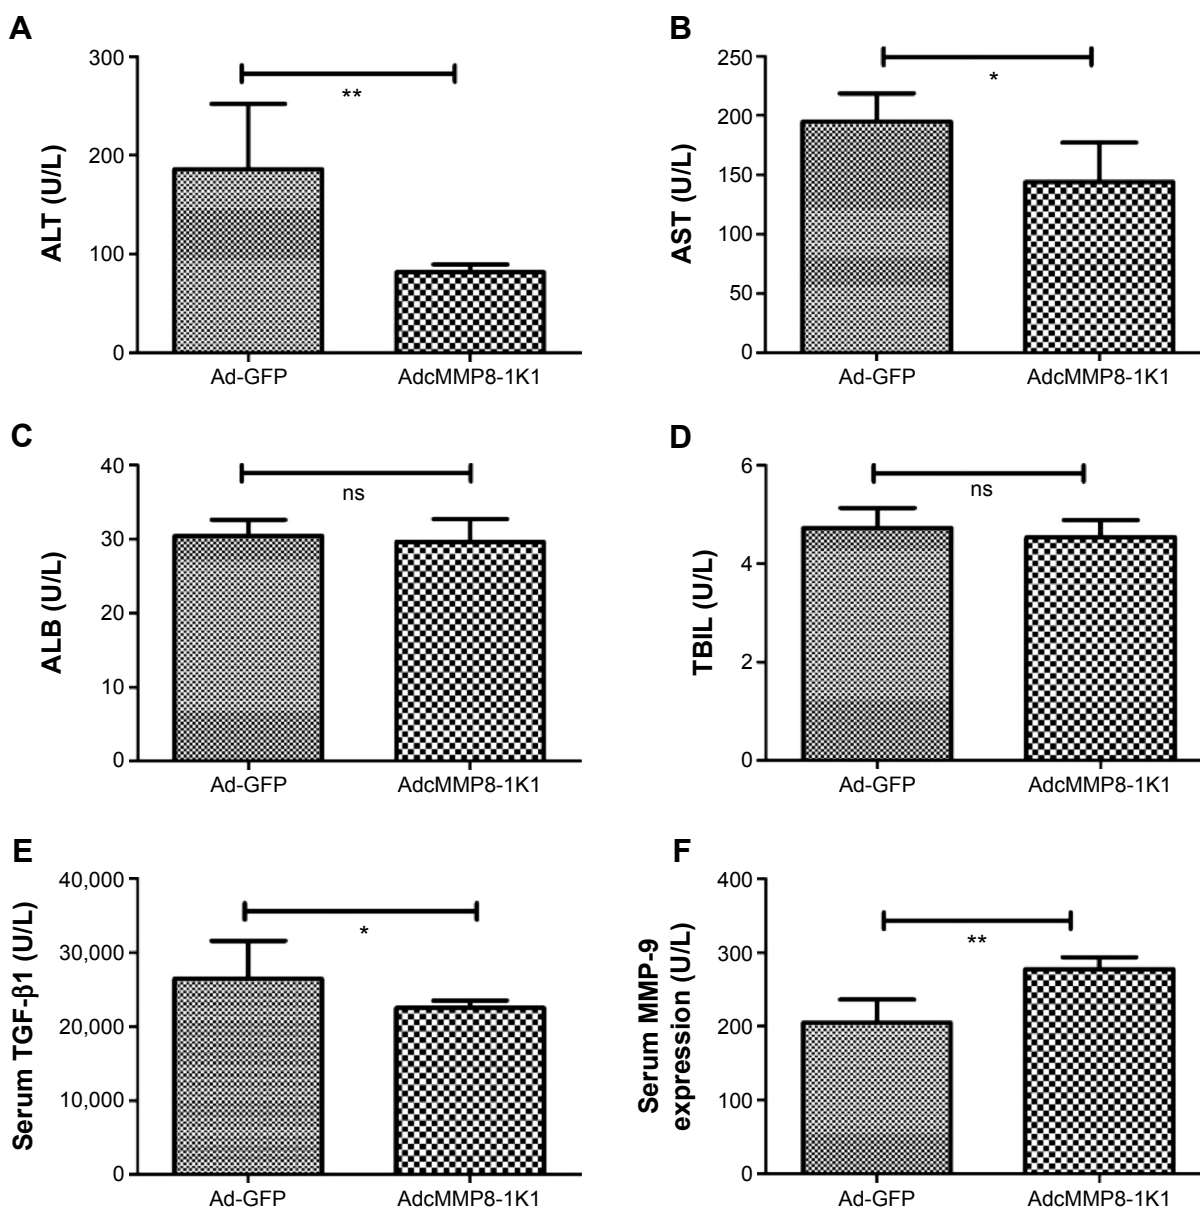 A
ALT (U/L)
300
200
100
0
**
Ad-GFP
AdcMMP8-1K1
B
AST (U/L)
250
200
150
100
50
0
*
Ad-GFP
AdcMMP8-1K1
C
ALB (U/L)
40
30
20
10
0
ns
Ad-GFP
AdcMMP8-1K1
D
TBIL (U/L)
6
4
2
0
ns
Ad-GFP
AdcMMP8-1K1
E
Serum TGF-β1 (U/L)
40,000
30,000
20,000
10,000
0
*
Ad-GFP
AdcMMP8-1K1
F
Serum MMP-9
expression (U/L)
400
300
200
100
0
**
Ad-GFP
AdcMMP8-1K1